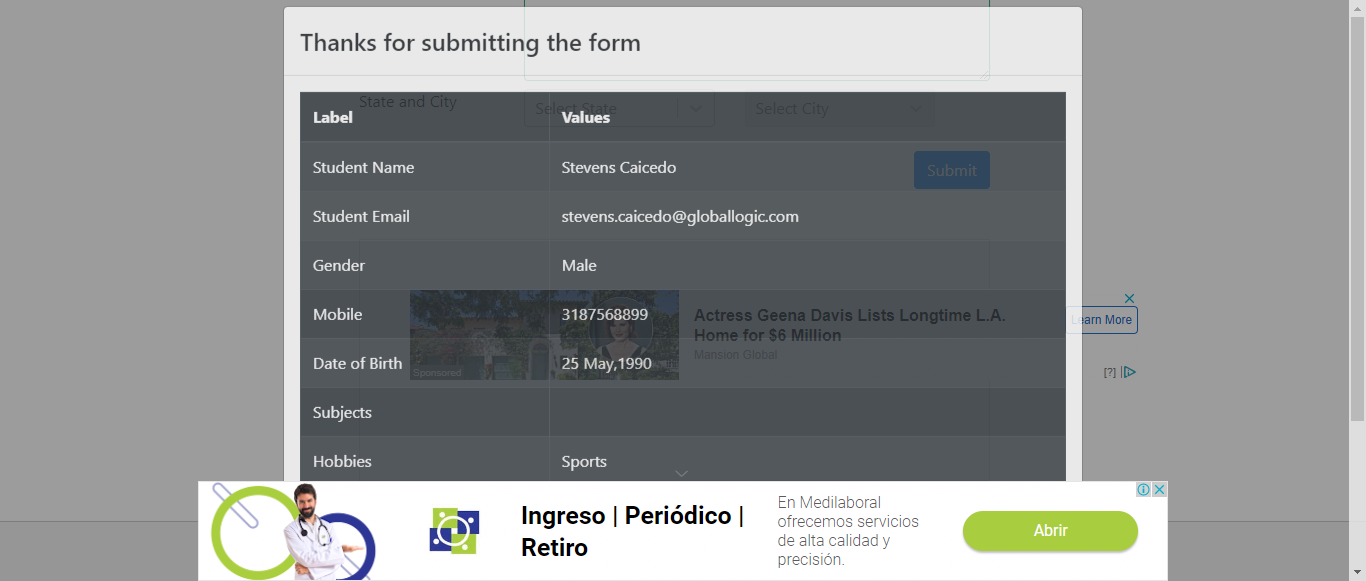 Thanks for submitting the form
State and City
Select State
Select City
Label Values
Student Name Stevens Caicedo
Submit
Student Email stevens.caicedo@globallogic.com
Gender Male
Mobile 3187568899
Actress Geena Davis Lists Longtime L.A.
Home for $6 Million
Mansion Global
Learn More
Sponsored
Date of Birth 25 May,1990
[?]
Subjects
Hobbies Sports
Ingreso | Periódico |
Retiro
En Medilaboral
ofrecemos servicios
de alta calidad y
precisión.
Abrir